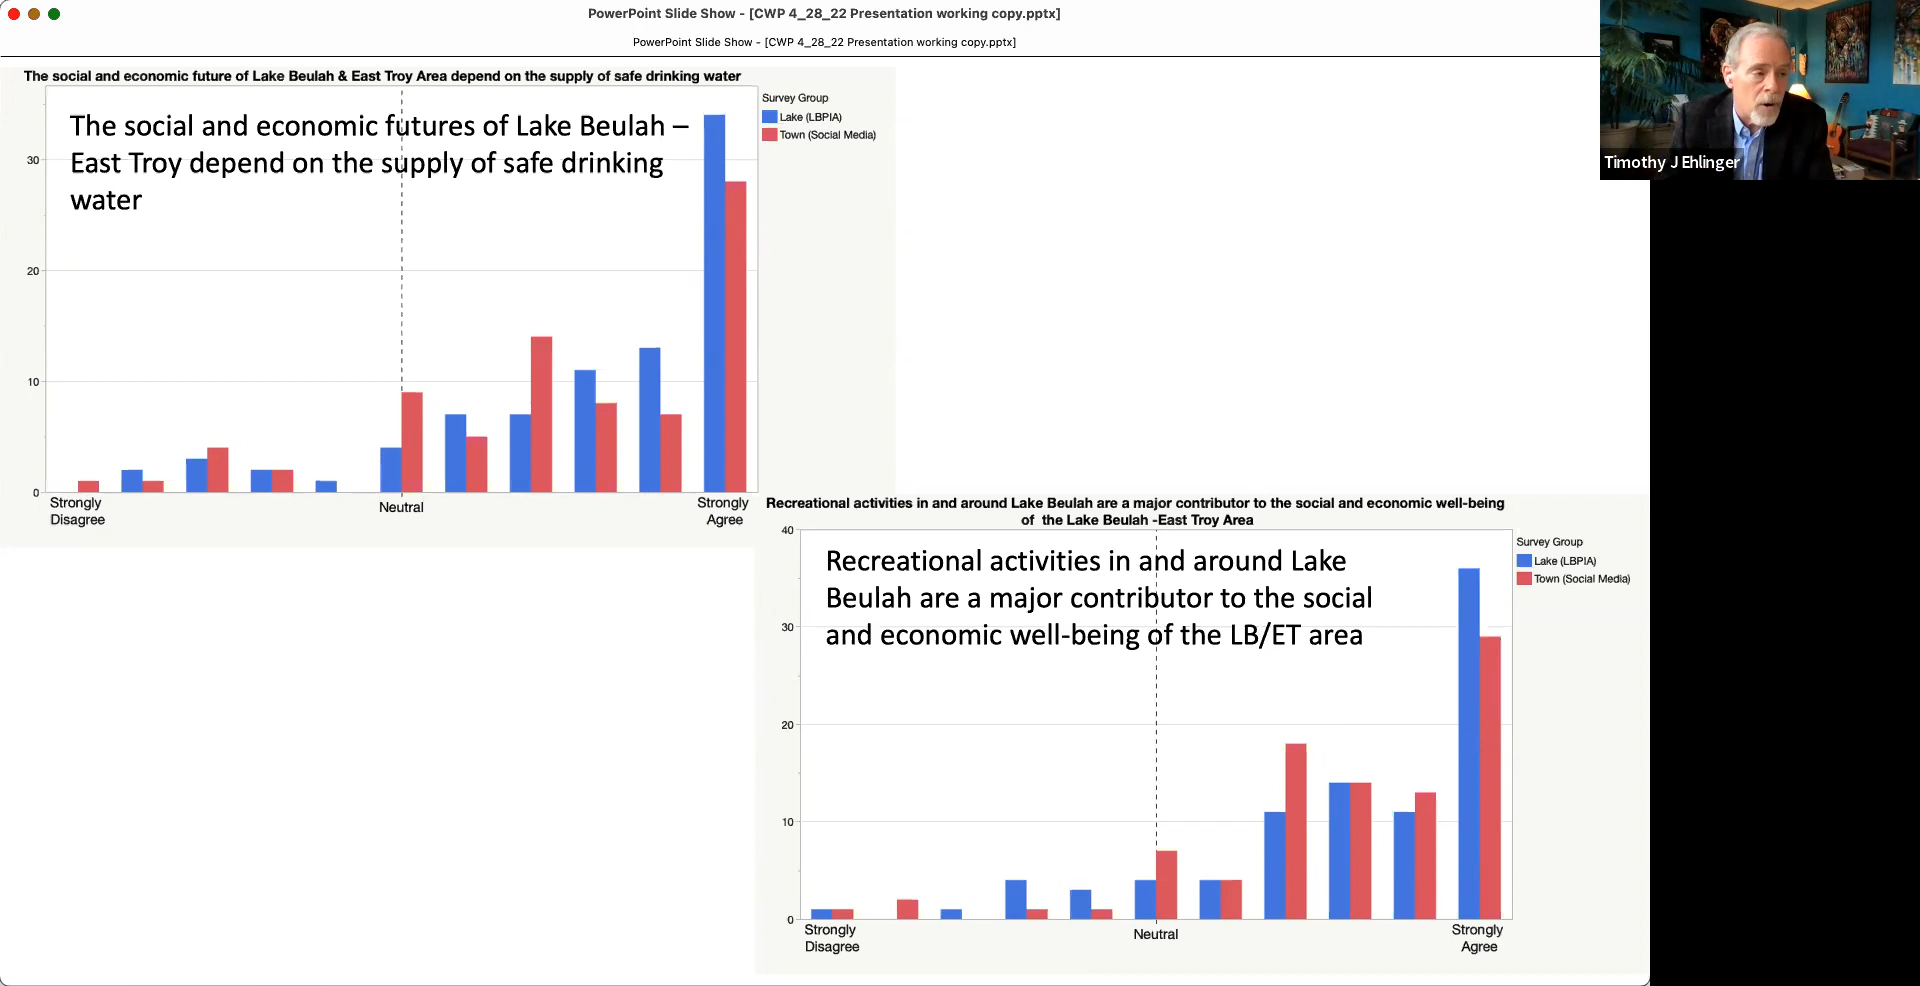 PowerPoint Slide Show - [CWP 4_28_22 Presentation working copy.pptx]
PowerPoint Slide Show - [CWP 4_28_22 Presentation working copy.pptx]
Timothy J Ehlinger
The social and economic future of Lake Beulah & East Troy Area depend on the supply of safe drinking water
Survey Group
Lake (LBPIA)
Town (Social Media)
The social and economic futures of Lake Beulah –
East Troy depend on the supply of safe drinking
water
30
20
10
0
Strongly
Disagree
Neutral
Strongly
Agree
Recreational activities in and around Lake Beulah are a major contributor to the social and economic well-being
of the Lake Beulah -East Troy Area
Survey Group
Lake (LBPIA)
Town (Social Media)
Recreational activities in and around Lake
Beulah are a major contributor to the social
and economic well-being of the LB/ET area
40
30
20
10
0
Strongly
Disagree
Neutral
Strongly
Agree